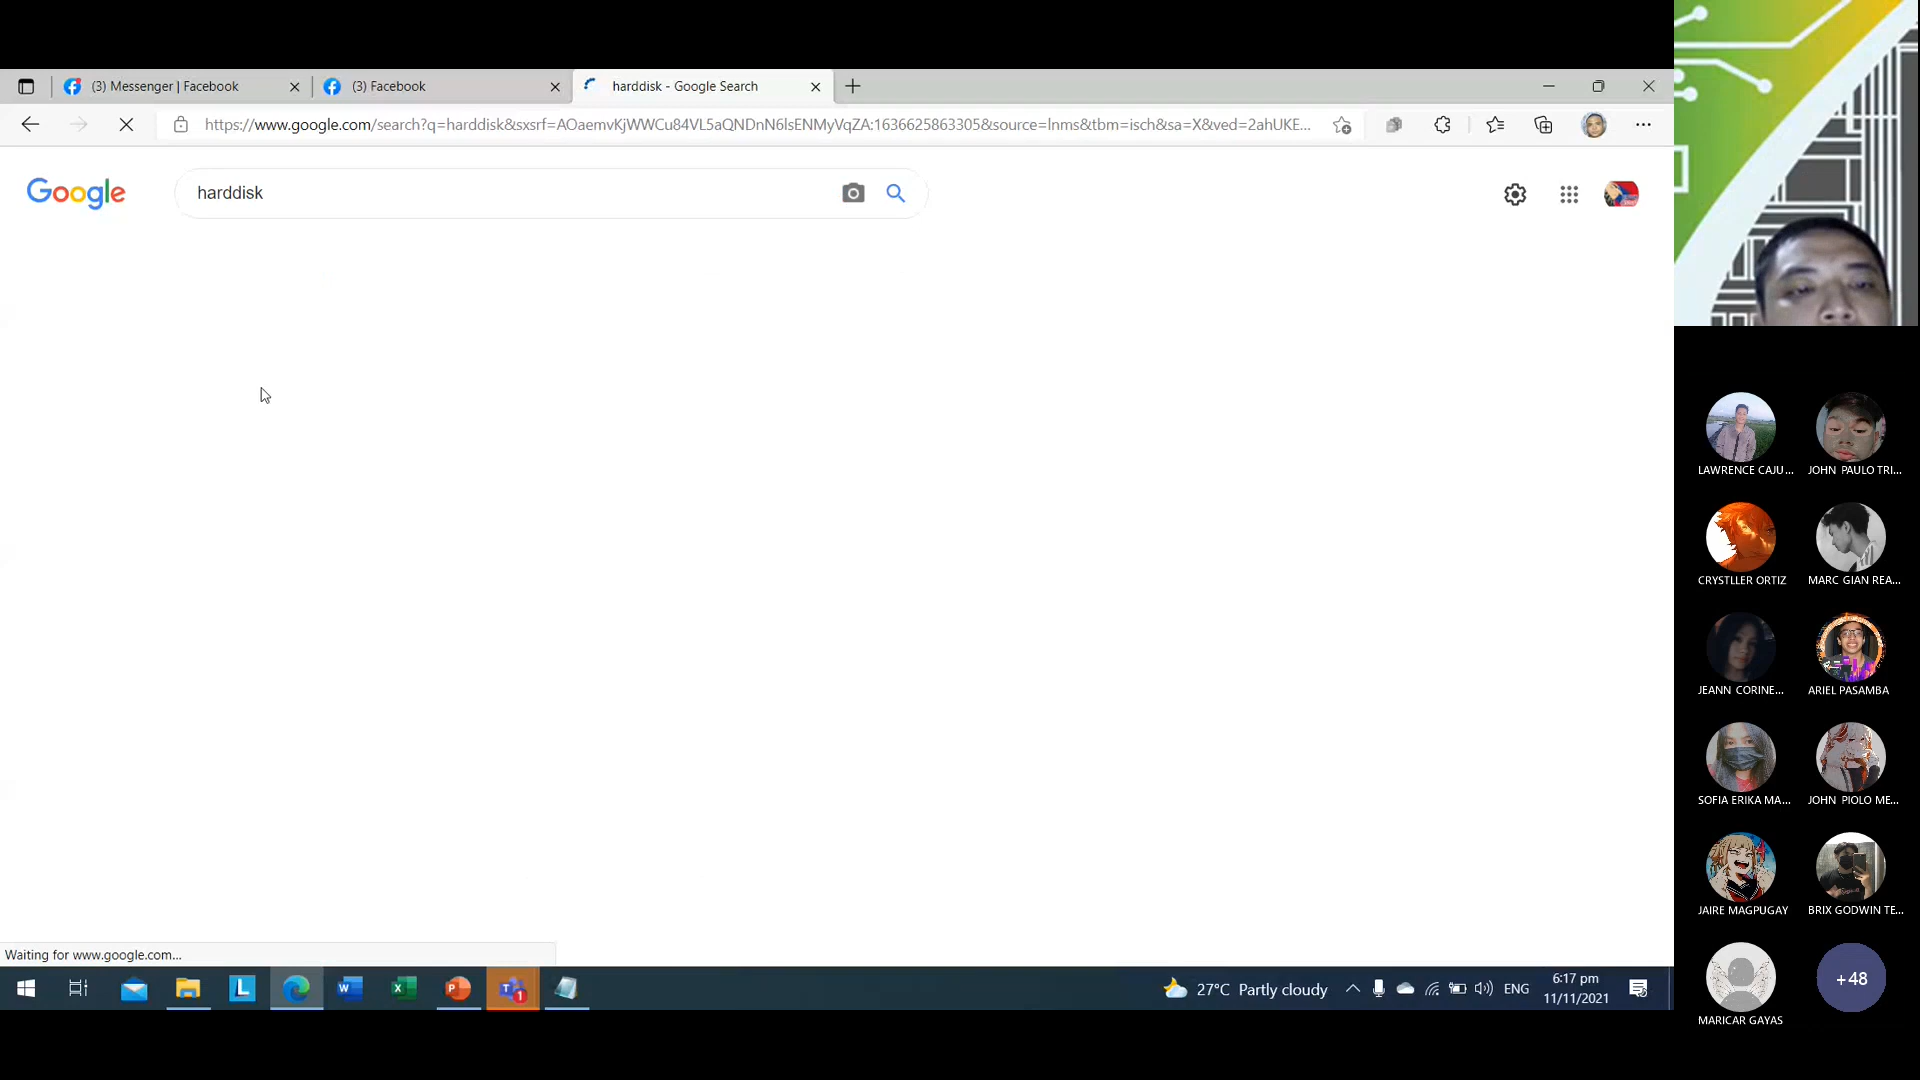 (3) Messenger | Facebook
(3) Facebook
harddisk - Google Search
https://www.google.com/search?q=harddisk&sxsrf=AOaemvKjWWCu84VL5aQNDnN6lsENMyVqZA:1636625863305&source=lnms&tbm=isch&sa=X&ved=2ahUKE...
Google
harddisk
LAWRENCE CAJU...
JOHN PAULO TRI...
CRYSTLLER ORTIZ
MARC GIAN REA...
JEANN CORINE...
ARIEL PASAMBA
SOFIA ERIKA MA...
JOHN PIOLO ME...
JAIRE MAGPUGAY
BRIX GODWIN TE...
MARICAR GAYAS
+48
Waiting for www.google.com...
27°C Partly cloudy
ENG
6:17 pm
11/11/2021